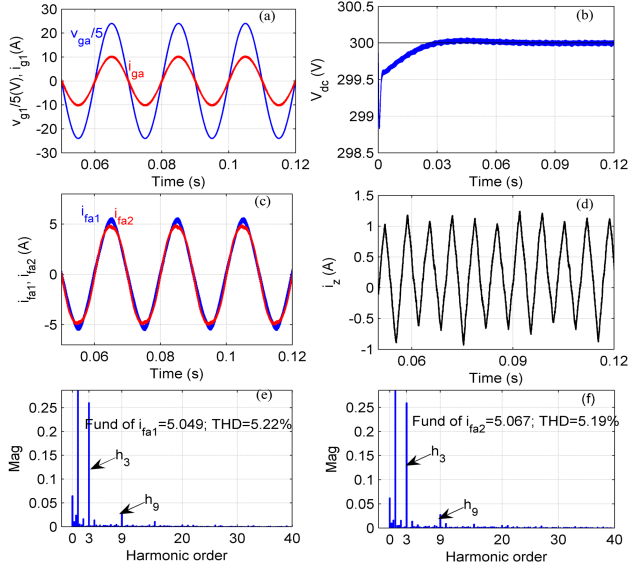 (a)
30
20
10
0
-10
-20
-30
v_ga/5
i_ga
v_g1/5(V), i_g1(A)
0.06
0.08
0.1
0.12
Time (s)
(b)
300.5
300
299.5
299
298.5
V_dc (V)
0
0.02
0.04
0.06
0.08
0.1
0.12
Time (s)
(c)
5
0
-5
i_fa1
i_fa2
i_fa1, i_fa2 (A)
0.06
0.08
0.1
0.12
Time (s)
(d)
1
0.5
0
-0.5
-1
i_z (A)
0.06
0.09
0.12
Time (s)
(e)
0.25
0.2
0.15
0.1
0.05
0
Mag
Fund of i_fa1=5.049; THD=5.22%
h_3
h_9
0
3
9
20
30
40
Harmonic order
(f)
0.25
0.2
0.15
0.1
0.05
0
Mag
Fund of i_fa2=5.067; THD=5.19%
h_3
h_9
0
3
9
20
30
40
Harmonic order